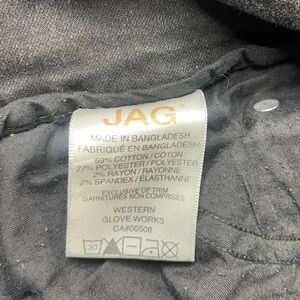 JAG
MADE IN BANGLADESH
FABRIQUÉ EN BANGLADESH
69% COTTON / COTON
27% POLYESTER / POLYESTER
2% RAYON / RAYONNE
2% SPANDEX / ELASTHANNE
EXCLUSIVE OF TRIM
GARNITURES NON COMPRISES
WESTERN
GLOVE WORKS
CA#00508
30